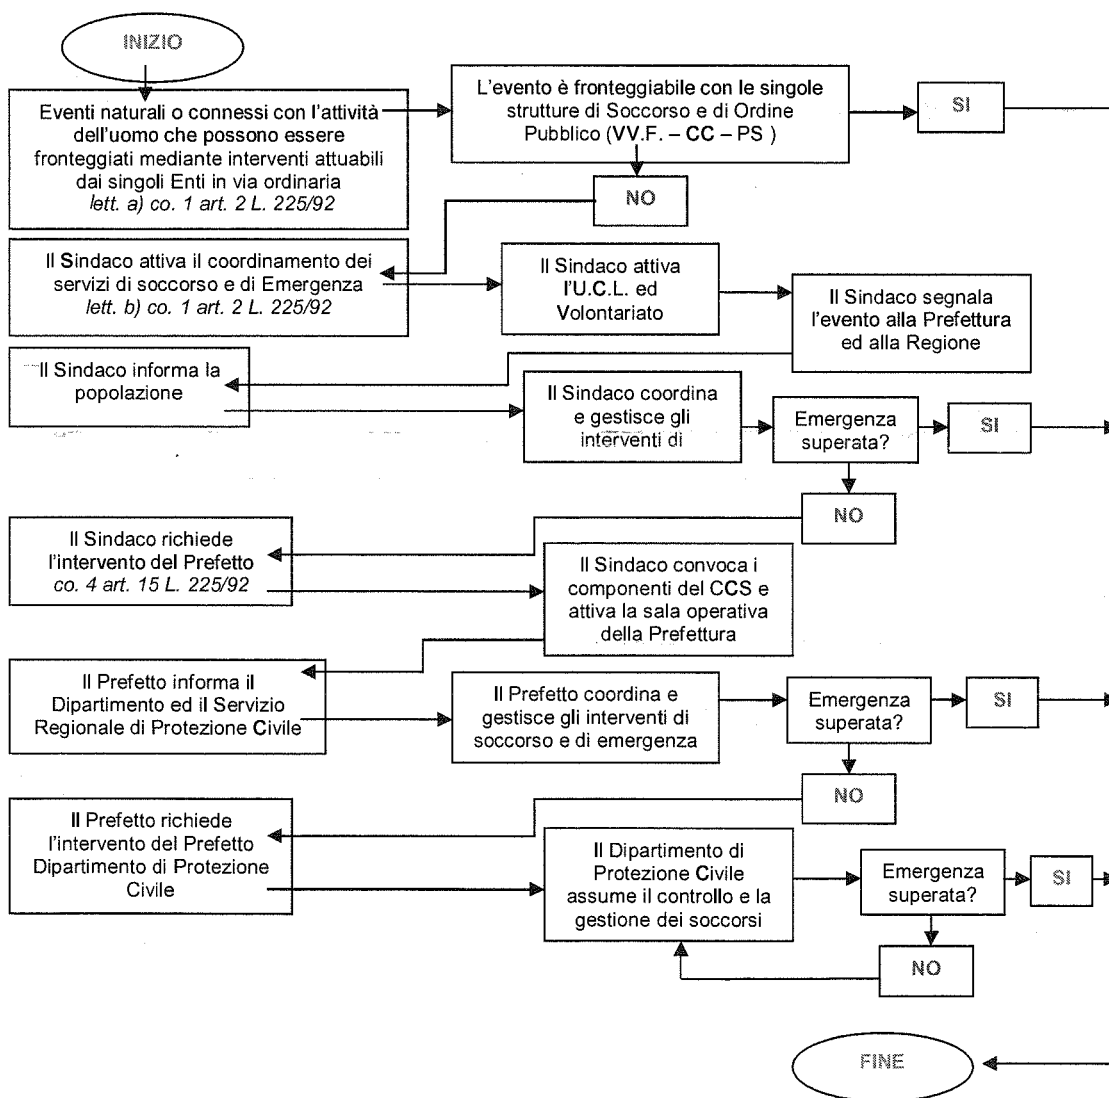 INIZIO
Eventi naturali o connessi con l'attività
dell'uomo che possono essere
fronteggiati mediante interventi attuabili
dai singoli Enti in via ordinaria
lett. a) co. 1 art. 2 L. 225/92
L'evento è fronteggiabile con le singole
strutture di Soccorso e di Ordine
Pubblico (VV.F. – CC – PS )
SI
NO
Il Sindaco attiva il coordinamento dei
servizi di soccorso e di Emergenza
lett. b) co. 1 art. 2 L. 225/92
Il Sindaco attiva
l'U.C.L. ed
Volontariato
Il Sindaco segnala
l'evento alla Prefettura
ed alla Regione
Il Sindaco informa la
popolazione
Il Sindaco coordina
e gestisce gli
interventi di
Emergenza
superata?
SI
NO
Il Sindaco richiede
l'intervento del Prefetto
co. 4 art. 15 L. 225/92
Il Sindaco convoca i
componenti del CCS e
attiva la sala operativa
della Prefettura
Il Prefetto informa il
Dipartimento ed il Servizio
Regionale di Protezione Civile
Il Prefetto coordina e
gestisce gli interventi di
soccorso e di emergenza
Emergenza
superata?
SI
NO
Il Prefetto richiede
l'intervento del Prefetto
Dipartimento di Protezione
Civile
Il Dipartimento di
Protezione Civile
assume il controllo e la
gestione dei soccorsi
Emergenza
superata?
SI
NO
FINE